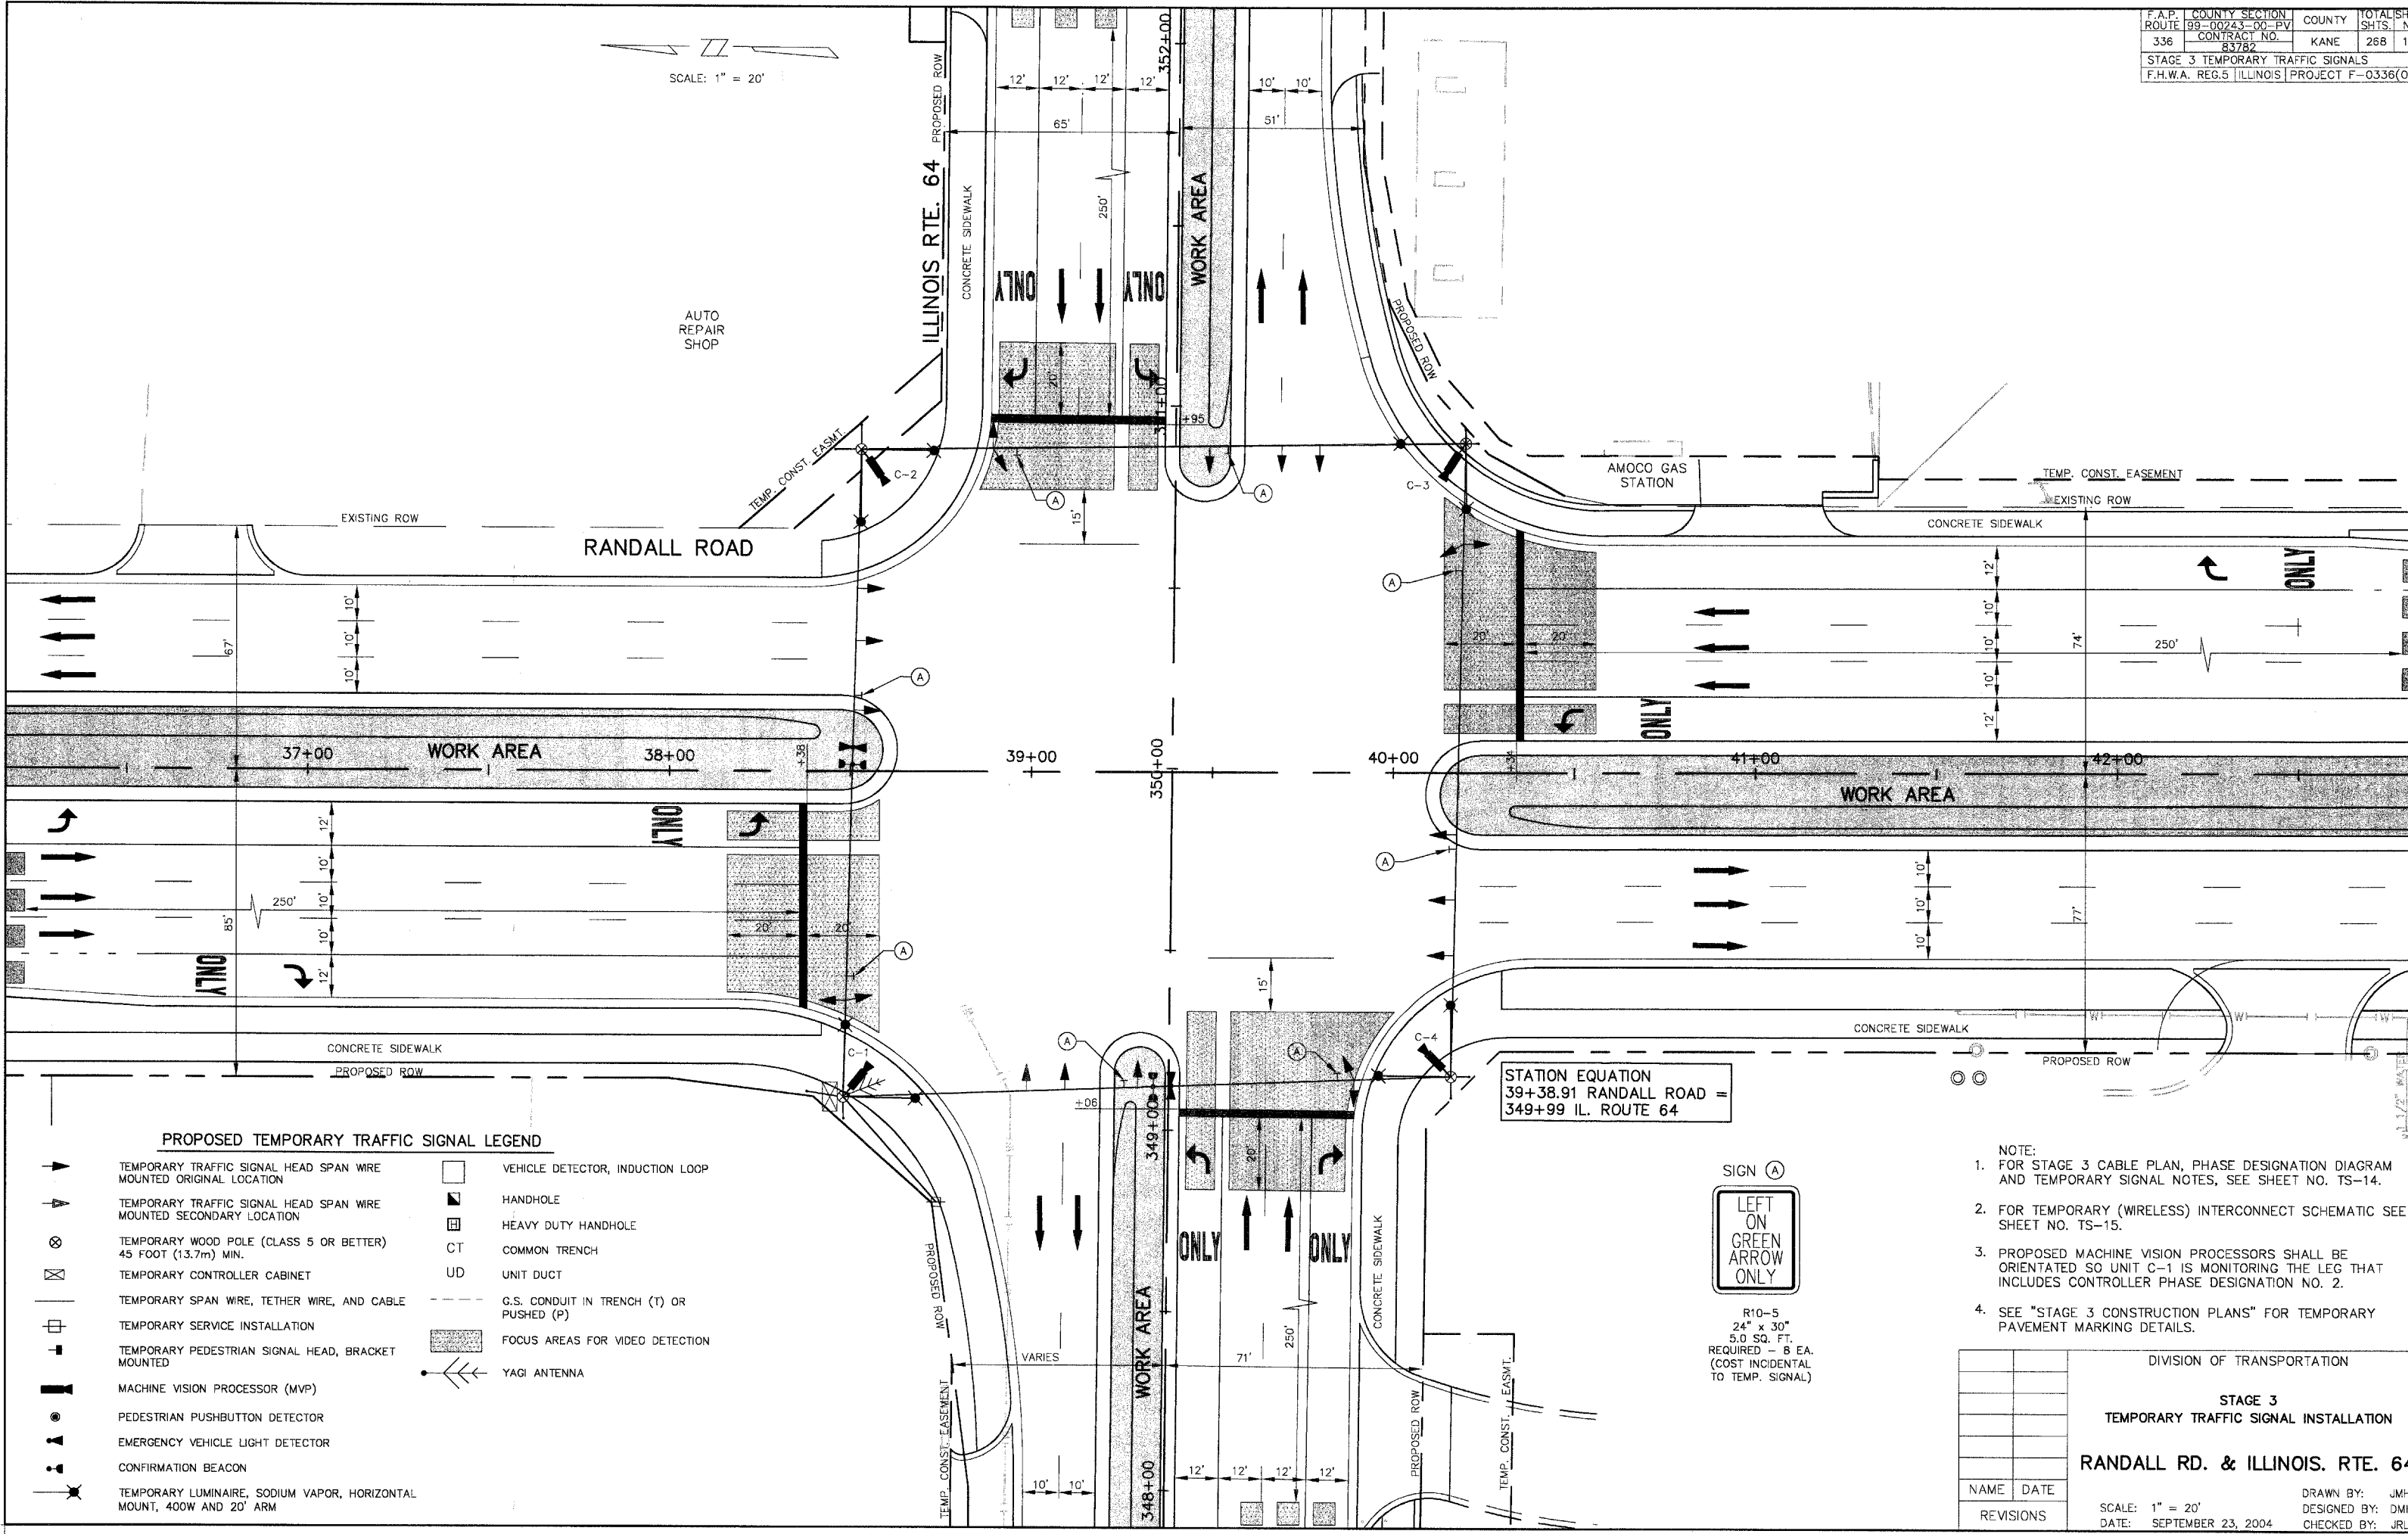 F.A.P. ROUTE COUNTY SECTION COUNTY TOTAL SHTS.
99-00243-00-PV
336 CONTRACT NO. 83782 KANE 268
STAGE 3 TEMPORARY TRAFFIC SIGNALS
F.H.W.A. REG.5 ILLINOIS PROJECT F-0336(0
SCALE: 1" = 20'
ILLINOIS RTE. 64
PROPOSED ROW
CONCRETE SIDEWALK
12' 12' 12' 12'
352+00
10' 10'
65'
51'
250'
WORK AREA
ONLY
ONLY
AUTO
REPAIR
SHOP
20'
351+00
+95
PROPOSED ROW
TEMP. CONST. EASMT.
C-2
A
A
15'
C-3
AMOCO GAS
STATION
TEMP. CONST. EASEMENT
EXISTING ROW
CONCRETE SIDEWALK
EXISTING ROW
RANDALL ROAD
67'
10'
10'
10'
A
A
20' 20'
12'
10'
10'
10'
12'
74'
250'
ONLY
ONLY
37+00
WORK AREA
38+00
+38
39+00
350+00
40+00
+34
41+00
42+00
WORK AREA
ONLY
12'
10'
10'
10'
12'
250'
85'
20' 20'
ONLY
A
A
10'
10'
10'
77'
CONCRETE SIDEWALK
PROPOSED ROW
C-1
A
A
15'
C-4
CONCRETE SIDEWALK
PROPOSED ROW
W W W
+06
349+00
20'
STATION EQUATION
39+38.91 RANDALL ROAD =
349+99 IL. ROUTE 64
ONLY
ONLY
PROPOSED ROW
CONCRETE SIDEWALK
WORK AREA
250'
VARIES
71'
TEMP. CONST. EASEMENT
PROPOSED ROW
TEMP. CONST. EASMT.
10' 10'
348+00
12' 12' 12' 12'
PROPOSED TEMPORARY TRAFFIC SIGNAL LEGEND
TEMPORARY TRAFFIC SIGNAL HEAD SPAN WIRE
MOUNTED ORIGINAL LOCATION
TEMPORARY TRAFFIC SIGNAL HEAD SPAN WIRE
MOUNTED SECONDARY LOCATION
TEMPORARY WOOD POLE (CLASS 5 OR BETTER)
45 FOOT (13.7m) MIN.
TEMPORARY CONTROLLER CABINET
TEMPORARY SPAN WIRE, TETHER WIRE, AND CABLE
TEMPORARY SERVICE INSTALLATION
TEMPORARY PEDESTRIAN SIGNAL HEAD, BRACKET
MOUNTED
MACHINE VISION PROCESSOR (MVP)
PEDESTRIAN PUSHBUTTON DETECTOR
EMERGENCY VEHICLE LIGHT DETECTOR
CONFIRMATION BEACON
TEMPORARY LUMINAIRE, SODIUM VAPOR, HORIZONTAL
MOUNT, 400W AND 20' ARM
VEHICLE DETECTOR, INDUCTION LOOP
HANDHOLE
H HEAVY DUTY HANDHOLE
CT COMMON TRENCH
UD UNIT DUCT
G.S. CONDUIT IN TRENCH (T) OR
PUSHED (P)
FOCUS AREAS FOR VIDEO DETECTION
YAGI ANTENNA
SIGN A
LEFT
ON
GREEN
ARROW
ONLY
R10-5
24" x 30"
5.0 SQ. FT.
REQUIRED - 8 EA.
(COST INCIDENTAL
TO TEMP. SIGNAL)
NOTE:
1. FOR STAGE 3 CABLE PLAN, PHASE DESIGNATION DIAGRAM
AND TEMPORARY SIGNAL NOTES, SEE SHEET NO. TS-14.
2. FOR TEMPORARY (WIRELESS) INTERCONNECT SCHEMATIC SEE
SHEET NO. TS-15.
3. PROPOSED MACHINE VISION PROCESSORS SHALL BE
ORIENTATED SO UNIT C-1 IS MONITORING THE LEG THAT
INCLUDES CONTROLLER PHASE DESIGNATION NO. 2.
4. SEE "STAGE 3 CONSTRUCTION PLANS" FOR TEMPORARY
PAVEMENT MARKING DETAILS.
DIVISION OF TRANSPORTATION
STAGE 3
TEMPORARY TRAFFIC SIGNAL INSTALLATION
RANDALL RD. & ILLINOIS. RTE. 64
NAME DATE
REVISIONS
SCALE: 1" = 20'
DATE: SEPTEMBER 23, 2004
DRAWN BY:
DESIGNED BY:
CHECKED BY: